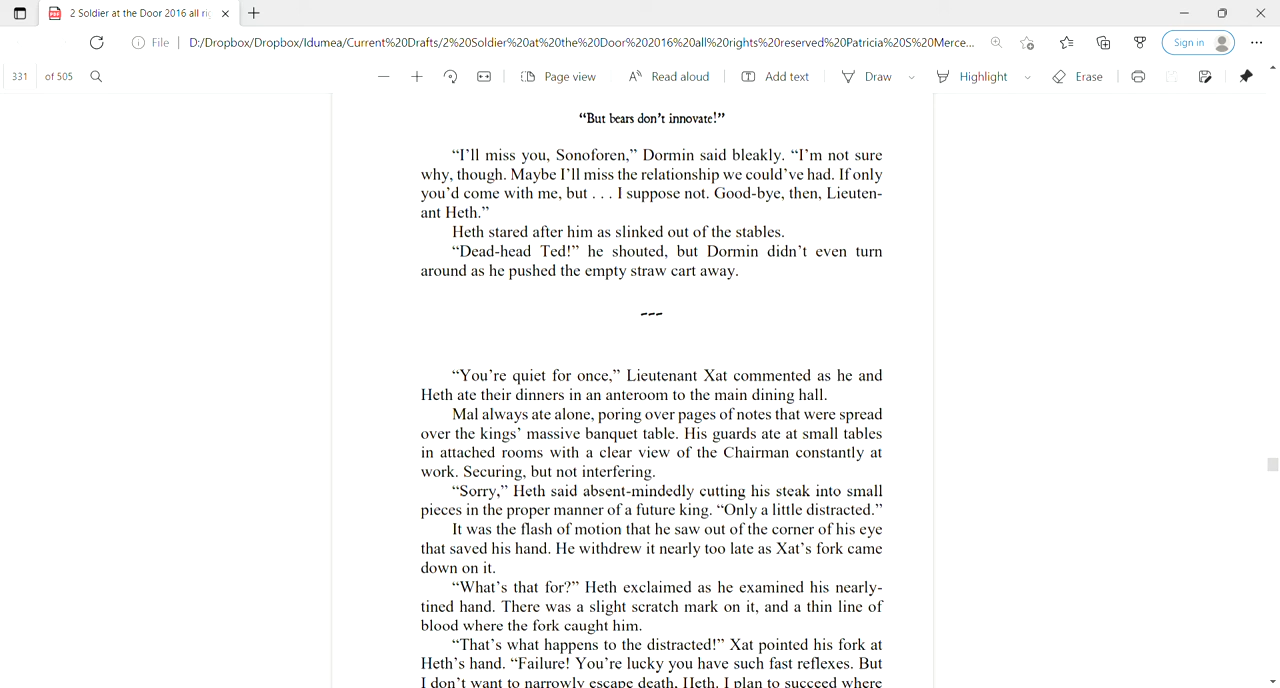 2 Soldier at the Door 2016 all ri
File D:/Dropbox/Dropbox/Idumea/Current%20Drafts/2%20Soldier%20at%20the%20Door%202016%20all%20rights%20reserved%20Patricia%20S%20Merce... Sign in
331 of 505 Page view Read aloud Add text Draw Highlight Erase
“But bears don’t innovate!”
“I’ll miss you, Sonoforen,” Dormin said bleakly. “I’m not sure
why, though. Maybe I’ll miss the relationship we could’ve had. If only
you’d come with me, but . . . I suppose not. Good-bye, then, Lieuten-
ant Heth.”
Heth stared after him as slinked out of the stables.
“Dead-head Ted!” he shouted, but Dormin didn’t even turn
around as he pushed the empty straw cart away.
---
“You’re quiet for once,” Lieutenant Xat commented as he and
Heth ate their dinners in an anteroom to the main dining hall.
Mal always ate alone, poring over pages of notes that were spread
over the kings’ massive banquet table. His guards ate at small tables
in attached rooms with a clear view of the Chairman constantly at
work. Securing, but not interfering.
“Sorry,” Heth said absent-mindedly cutting his steak into small
pieces in the proper manner of a future king. “Only a little distracted.”
It was the flash of motion that he saw out of the corner of his eye
that saved his hand. He withdrew it nearly too late as Xat’s fork came
down on it.
“What’s that for?” Heth exclaimed as he examined his nearly-
tined hand. There was a slight scratch mark on it, and a thin line of
blood where the fork caught him.
“That’s what happens to the distracted!” Xat pointed his fork at
Heth’s hand. “Failure! You’re lucky you have such fast reflexes. But
I don’t want to narrowly escape death, Heth. I plan to succeed where